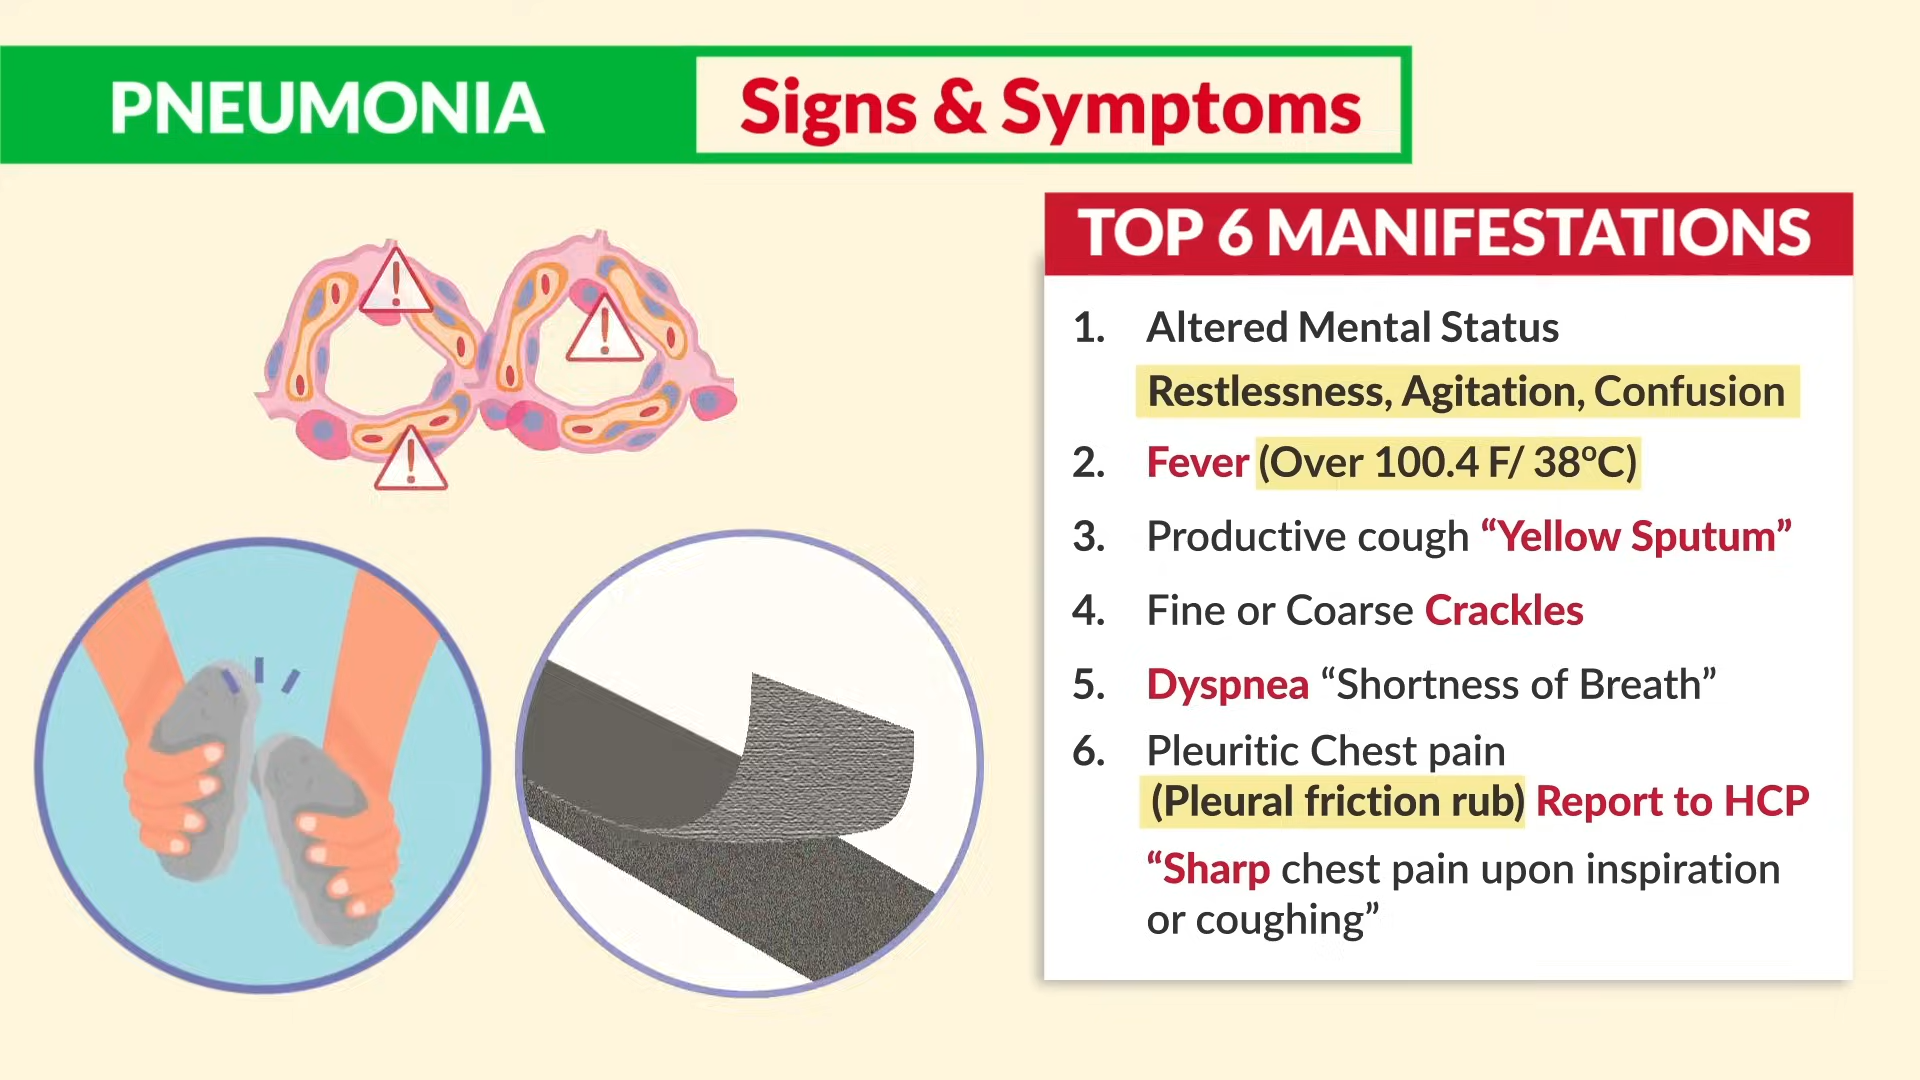 PNEUMONIA
Signs & Symptoms
TOP 6 MANIFESTATIONS
1. Altered Mental Status
Restlessness, Agitation, Confusion
2. Fever (Over 100.4 F/ 38ºC)
3. Productive cough “Yellow Sputum”
4. Fine or Coarse Crackles
5. Dyspnea “Shortness of Breath”
6. Pleuritic Chest pain
(Pleural friction rub) Report to HCP
“Sharp chest pain upon inspiration
or coughing”